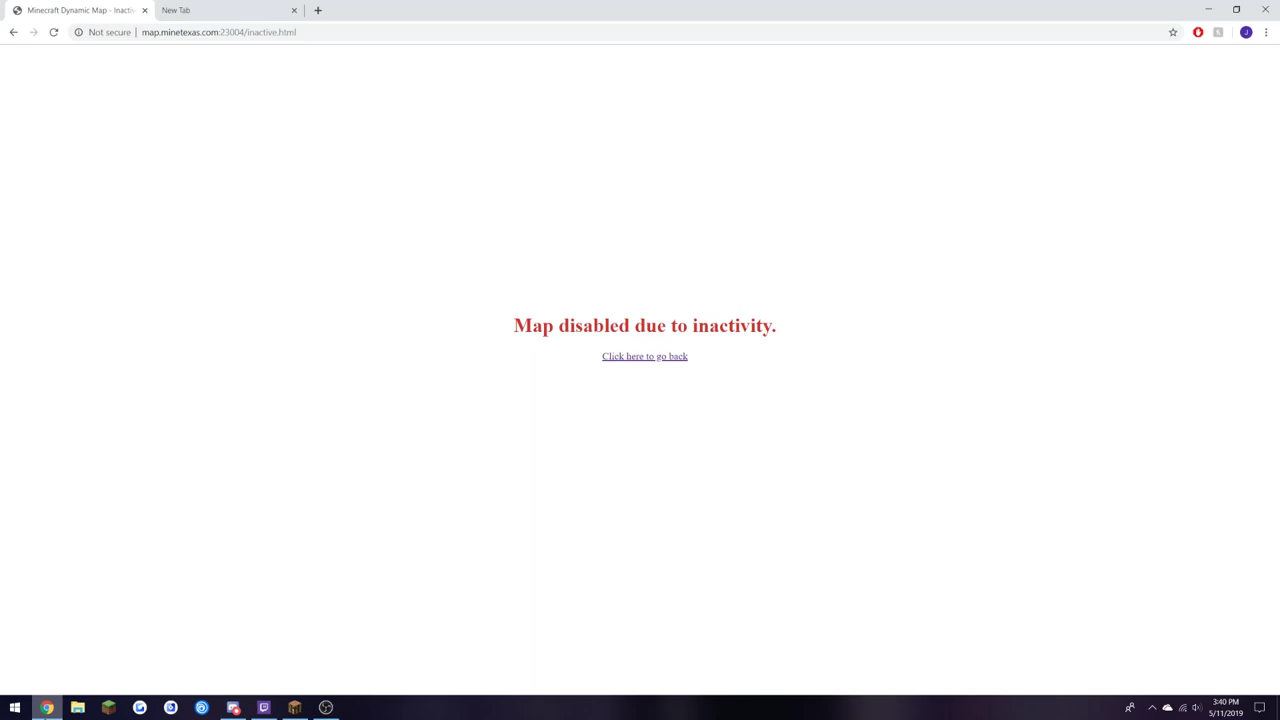 Minecraft Dynamic Map - Inactiv
New Tab
Not secure
map.minetexas.com:23004/inactive.html
J
Map disabled due to inactivity.
Click here to go back
3:40 PM
5/11/2019